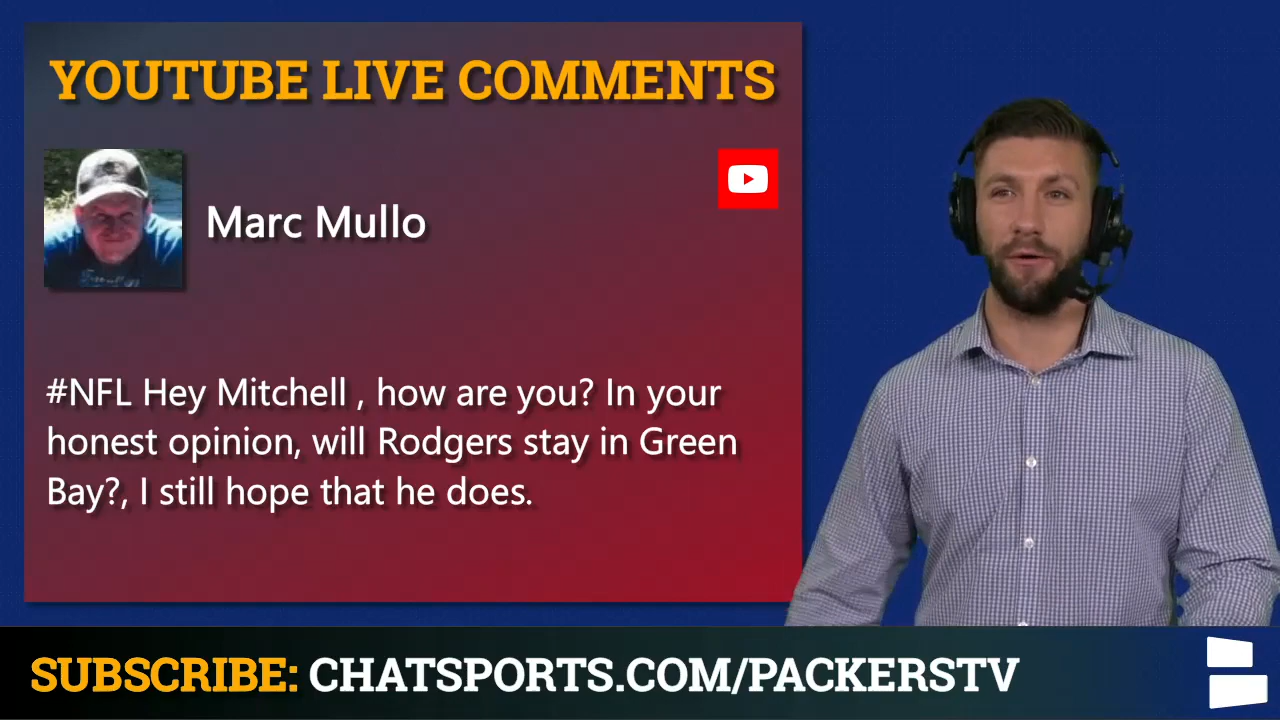 YOUTUBE LIVE COMMENTS
Marc Mullo
#NFL Hey Mitchell , how are you? In your
honest opinion, will Rodgers stay in Green
Bay?, I still hope that he does.
SUBSCRIBE: CHATSPORTS.COM/PACKERSTV